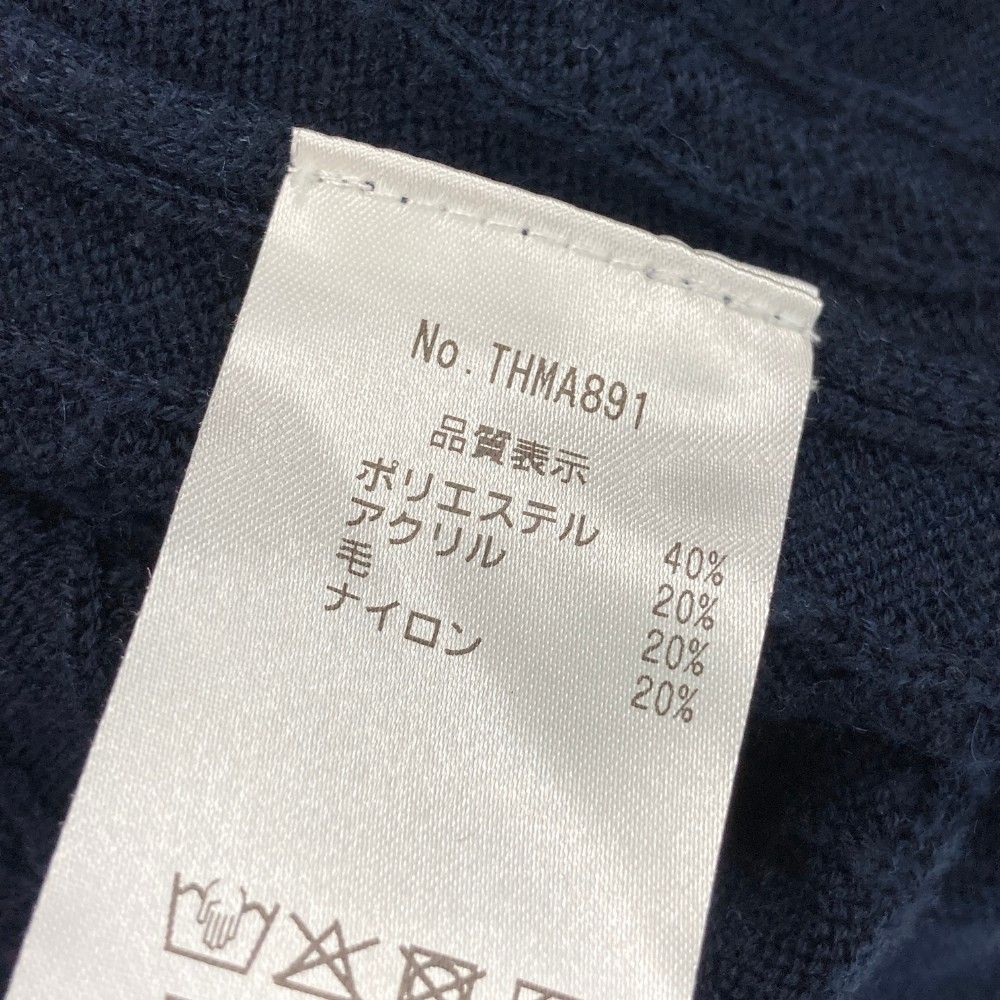 No.THMA891
品質表示
ポリエステル 40%
アクリル 20%
毛 20%
ナイロン 20%